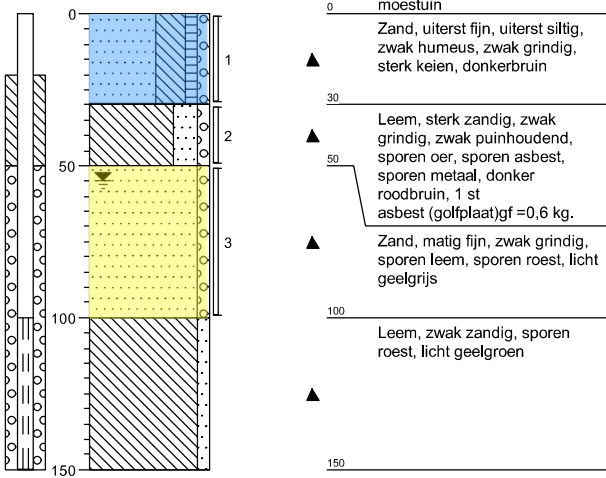 0
50
100
150
1
2
3
0
moestuin
Zand, uiterst fijn, uiterst siltig,
zwak humeus, zwak grindig,
sterk keien, donkerbruin
30
Leem, sterk zandig, zwak
grindig, zwak puinhoudend,
sporen oer, sporen asbest,
sporen metaal, donker
roodbruin, 1 st
asbest (golfplaat)gf =0,6 kg.
50
Zand, matig fijn, zwak grindig,
sporen leem, sporen roest, licht
geelgrijs
100
Leem, zwak zandig, sporen
roest, licht geelgroen
150